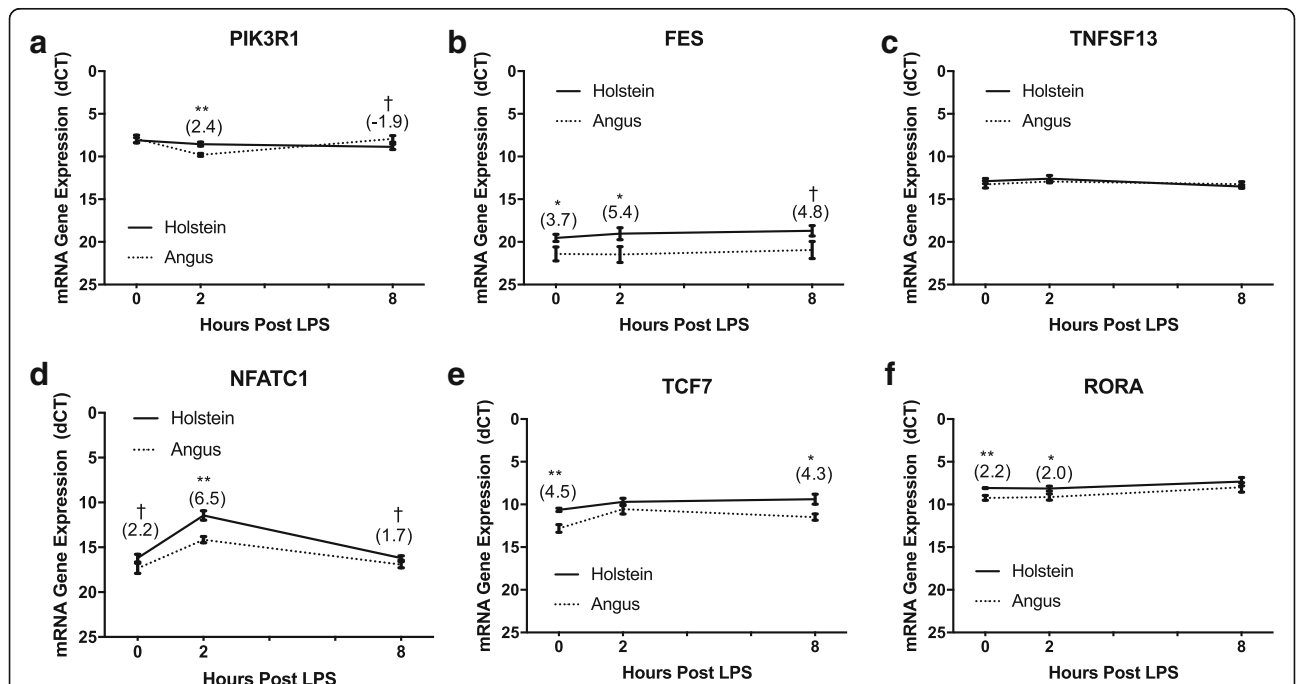 a
PIK3R1
mRNA Gene Expression (dCT)
0
5
10
15
20
25
**
(2.4)
†
(-1.9)
Holstein
Angus
0 2 8
Hours Post LPS
b
FES
mRNA Gene Expression (dCT)
0
5
10
15
20
25
Holstein
Angus
*
(3.7)
*
(5.4)
†
(4.8)
0 2 8
Hours Post LPS
c
TNFSF13
mRNA Gene Expression (dCT)
0
5
10
15
20
25
Holstein
Angus
0 2 8
Hours Post LPS
d
NFATC1
mRNA Gene Expression (dCT)
0
5
10
15
20
25
Holstein
Angus
†
(2.2)
**
(6.5)
†
(1.7)
0 2 8
Hours Post LPS
e
TCF7
mRNA Gene Expression (dCT)
0
5
10
15
20
25
**
(4.5)
*
(4.3)
Holstein
Angus
0 2 8
Hours Post LPS
f
RORA
mRNA Gene Expression (dCT)
0
5
10
15
20
25
**
(2.2)
*
(2.0)
Holstein
Angus
0 2 8
Hours Post LPS